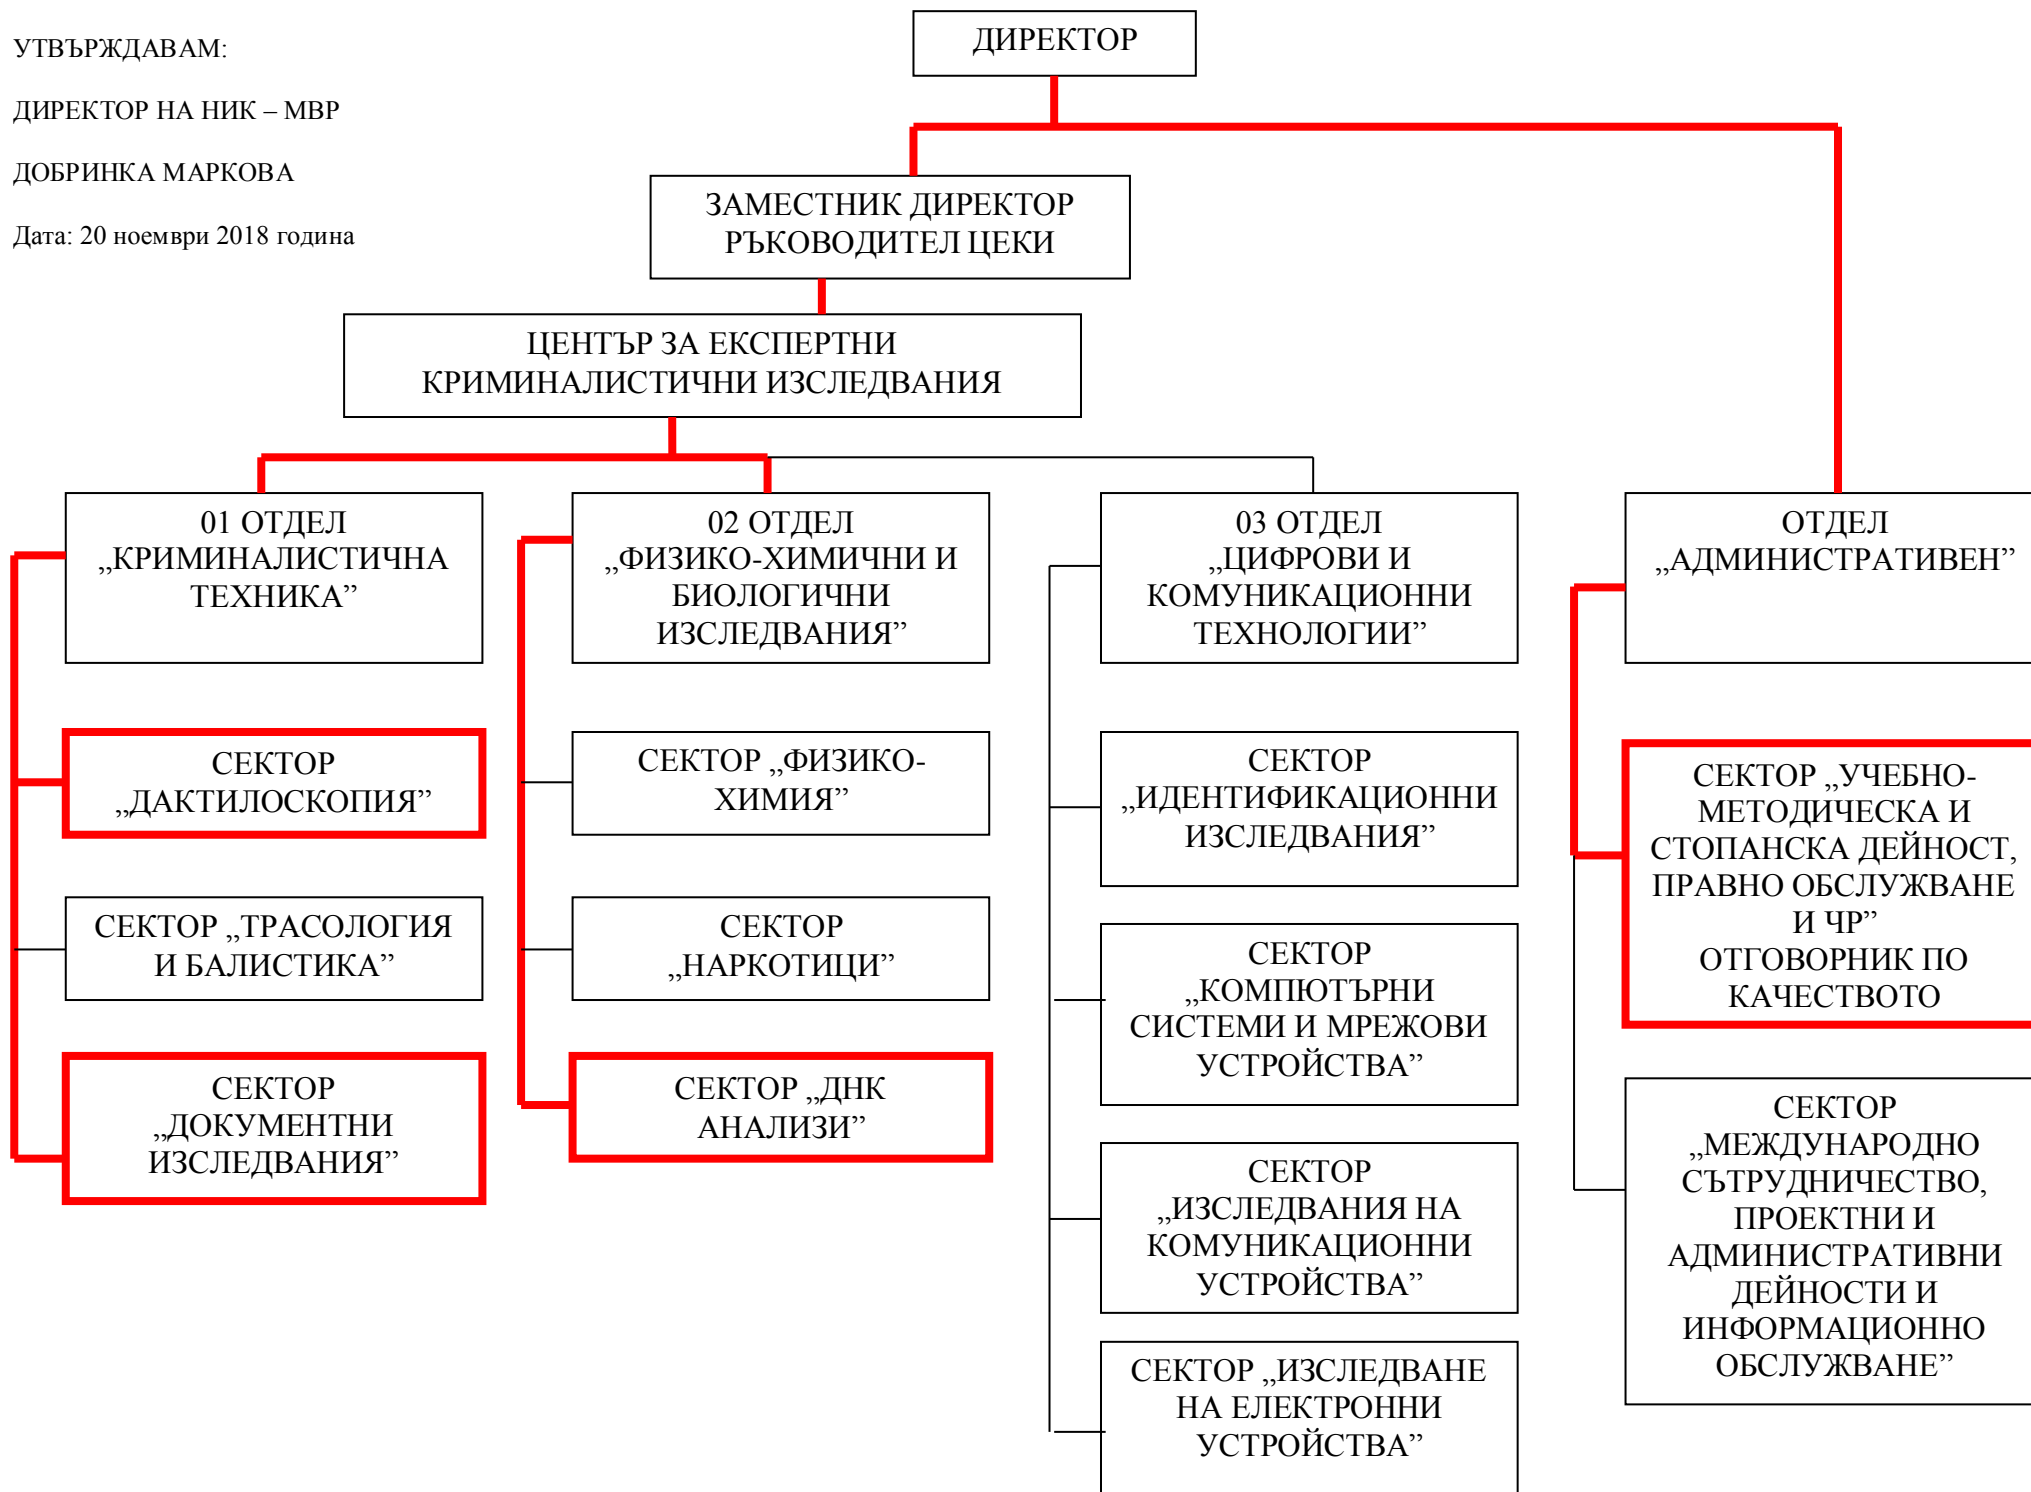 УТВЪРЖДАВАМ:
ДИРЕКТОР НА НИК – МВР
ДОБРИНКА МАРКОВА
Дата: 20 ноември 2018 година
ДИРЕКТОР
ЗАМЕСТНИК ДИРЕКТОР
РЪКОВОДИТЕЛ ЦЕКИ
ЦЕНТЪР ЗА ЕКСПЕРТНИ
КРИМИНАЛИСТИЧНИ ИЗСЛЕДВАНИЯ
01 ОТДЕЛ
„КРИМИНАЛИСТИЧНА
ТЕХНИКА”
СЕКТОР
„ДАКТИЛОСКОПИЯ”
СЕКТОР „ТРАСОЛОГИЯ
И БАЛИСТИКА”
СЕКТОР
„ДОКУМЕНТНИ
ИЗСЛЕДВАНИЯ”
02 ОТДЕЛ
„ФИЗИКО-ХИМИЧНИ И
БИОЛОГИЧНИ
ИЗСЛЕДВАНИЯ”
СЕКТОР „ФИЗИКО-
ХИМИЯ”
СЕКТОР
„НАРКОТИЦИ”
СЕКТОР „ДНК
АНАЛИЗИ”
03 ОТДЕЛ
„ЦИФРОВИ И
КОМУНИКАЦИОННИ
ТЕХНОЛОГИИ”
СЕКТОР
„ИДЕНТИФИКАЦИОННИ
ИЗСЛЕДВАНИЯ”
СЕКТОР
„КОМПЮТЪРНИ
СИСТЕМИ И МРЕЖОВИ
УСТРОЙСТВА”
СЕКТОР
„ИЗСЛЕДВАНИЯ НА
КОМУНИКАЦИОННИ
УСТРОЙСТВА”
СЕКТОР „ИЗСЛЕДВАНЕ
НА ЕЛЕКТРОННИ
УСТРОЙСТВА”
ОТДЕЛ
„АДМИНИСТРАТИВЕН”
СЕКТОР „УЧЕБНО-
МЕТОДИЧЕСКА И
СТОПАНСКА ДЕЙНОСТ,
ПРАВНО ОБСЛУЖВАНЕ
И ЧР”
ОТГОВОРНИК ПО
КАЧЕСТВОТО
СЕКТОР
„МЕЖДУНАРОДНО
СЪТРУДНИЧЕСТВО,
ПРОЕКТНИ И
АДМИНИСТРАТИВНИ
ДЕЙНОСТИ И
ИНФОРМАЦИОННО
ОБСЛУЖВАНЕ”